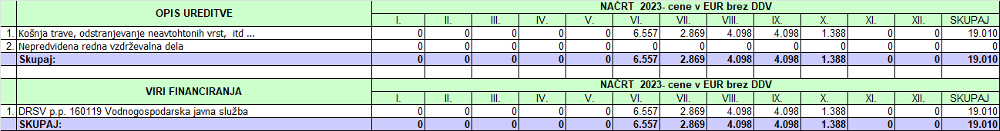 OPIS UREDITVE NAČRT 2023- cene v EUR brez DDV
I. II. III. IV. V. VI. VII. VIII. IX. X. XI. XII. SKUPAJ
1. Košnja trave, odstranjevanje neavtohtonih vrst, itd ... 0 0 0 0 0 6.557 2.869 4.098 4.098 1.388 0 0 19.010
2. Nepredvidena redna vzdrževalna dela 0 0 0 0 0 0 0 0 0 0 0 0 0
Skupaj: 0 0 0 0 0 6.557 2.869 4.098 4.098 1.388 0 0 19.010
VIRI FINANCIRANJA NAČRT 2023- cene v EUR brez DDV
I. II. III. IV. V. VI. VII. VIII. IX. X. XI. XII. SKUPAJ
1. DRSV p.p. 160119 Vodnogospodarska javna služba 0 0 0 0 0 6.557 2.869 4.098 4.098 1.388 0 0 19.010
SKUPAJ: 0 0 0 0 0 6.557 2.869 4.098 4.098 1.388 0 0 19.010